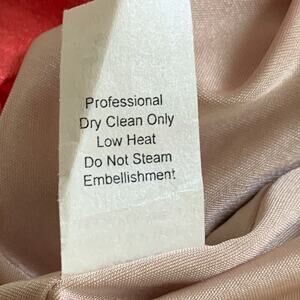 Professional
Dry Clean Only
Low Heat
Do Not Steam
Embellishment